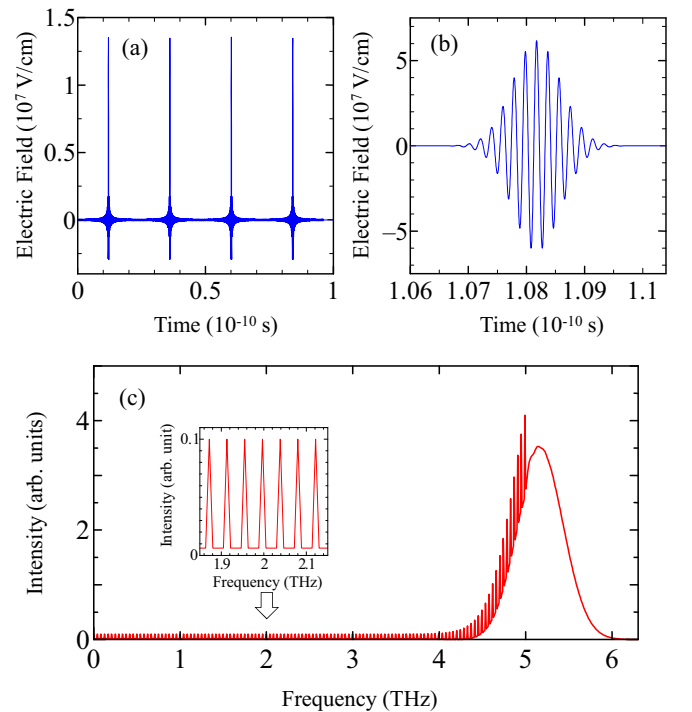 (a)
Electric Field (10⁷ V/cm)
1.5
1
0.5
0
0
0.5
1
Time (10⁻¹⁰ s)
(b)
Electric Field (10⁷ V/cm)
5
0
−5
1.06
1.07
1.08
1.09
1.1
Time (10⁻¹⁰ s)
(c)
Intensity (arb. units)
4
3
2
1
0
0
1
2
3
4
5
6
Frequency (THz)
Intensity (arb. unit)
0.1
0
1.9
2
2.1
Frequency (THz)